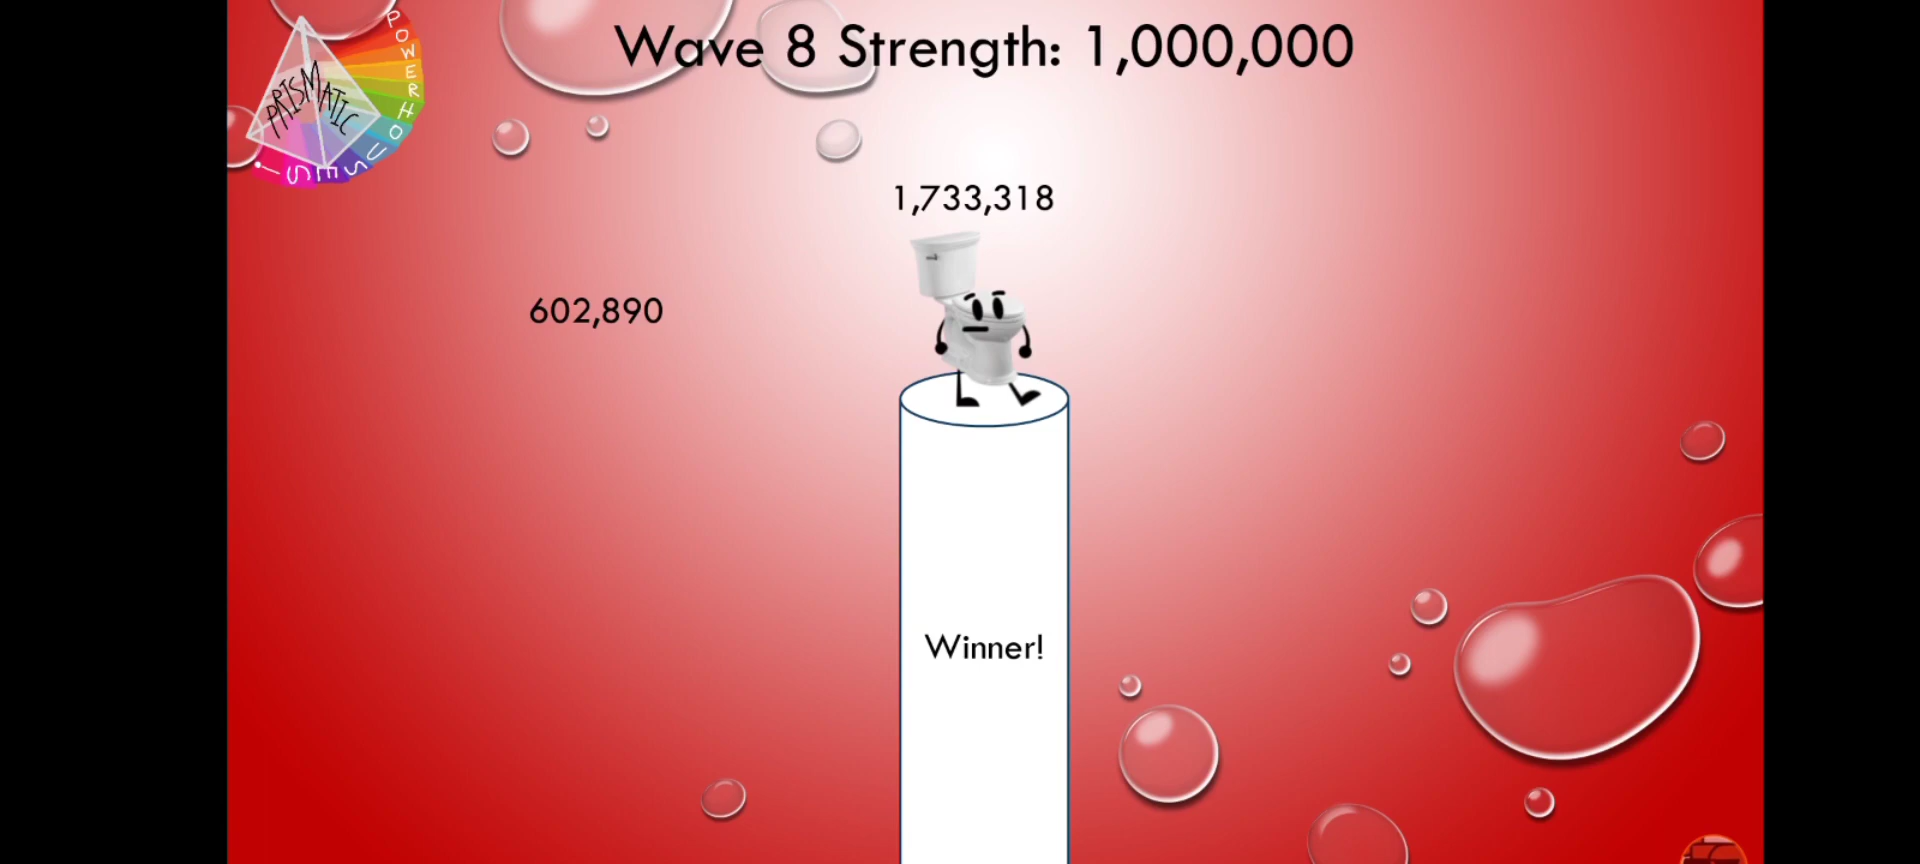 Wave 8 Strength: 1,000,000
PRISMATIC
POWERHOUSES!
1,733,318
602,890
Winner!